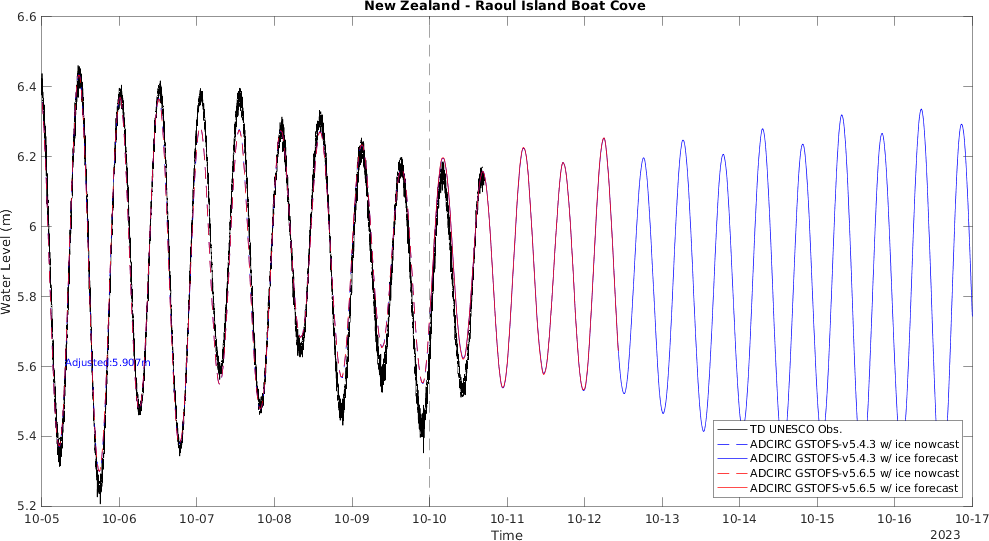 New Zealand - Raoul Island Boat Cove
6.6
6.4
6.2
6
5.8
5.6
5.4
5.2
Water Level (m)
Adjusted:5.907m
TD UNESCO Obs.
ADCIRC GSTOFS-v5.4.3 w/ ice nowcast
ADCIRC GSTOFS-v5.4.3 w/ ice forecast
ADCIRC GSTOFS-v5.6.5 w/ ice nowcast
ADCIRC GSTOFS-v5.6.5 w/ ice forecast
10-05 10-06 10-07 10-08 10-09 10-10 10-11 10-12 10-13 10-14 10-15 10-16 10-17
Time
2023